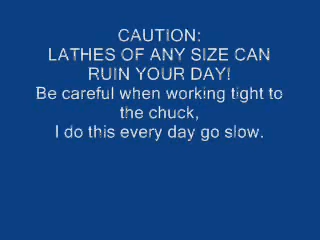 CAUTION:
LATHES OF ANY SIZE CAN
RUIN YOUR DAY!
Be careful when working tight to
the chuck,
I do this every day go slow.